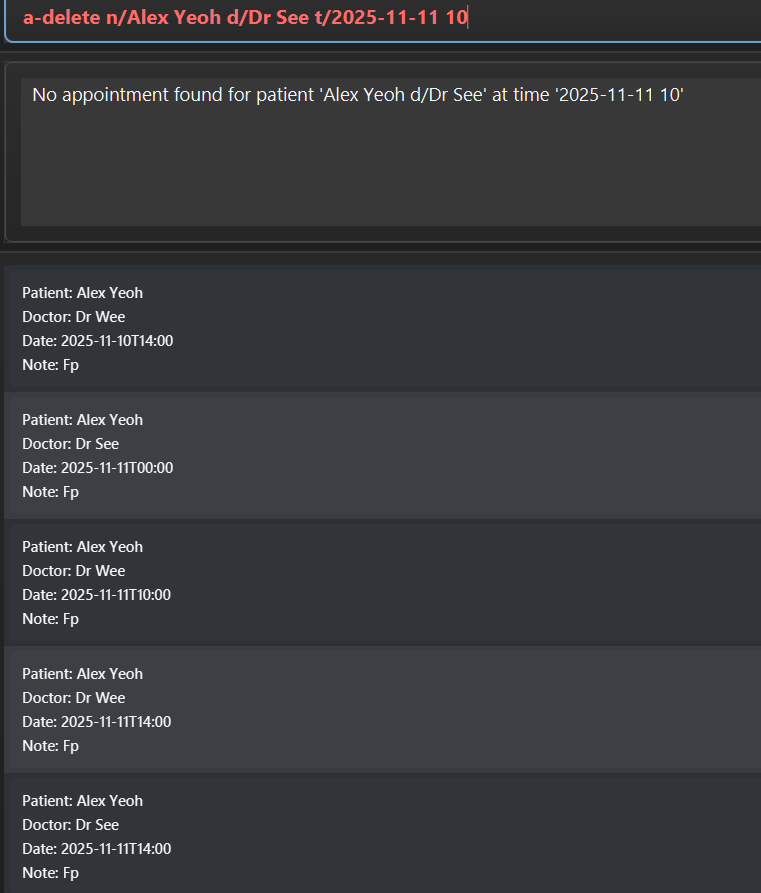 a-delete n/Alex Yeoh d/Dr See t/2025-11-11 10
No appointment found for patient 'Alex Yeoh d/Dr See' at time '2025-11-11 10'
Patient: Alex Yeoh
Doctor: Dr Wee
Date: 2025-11-10T14:00
Note: Fp
Patient: Alex Yeoh
Doctor: Dr See
Date: 2025-11-11T00:00
Note: Fp
Patient: Alex Yeoh
Doctor: Dr Wee
Date: 2025-11-11T10:00
Note: Fp
Patient: Alex Yeoh
Doctor: Dr Wee
Date: 2025-11-11T14:00
Note: Fp
Patient: Alex Yeoh
Doctor: Dr See
Date: 2025-11-11T14:00
Note: Fp